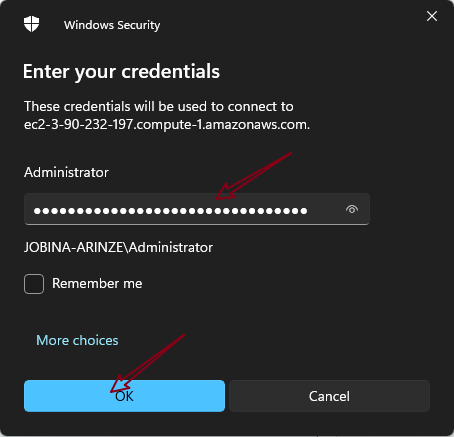 Windows Security
Enter your credentials
These credentials will be used to connect to
ec2-3-90-232-197.compute-1.amazonaws.com.
Administrator
••••••••••••••••••••••••••••••••
JOBINA-ARINZE\Administrator
Remember me
More choices
OK
Cancel